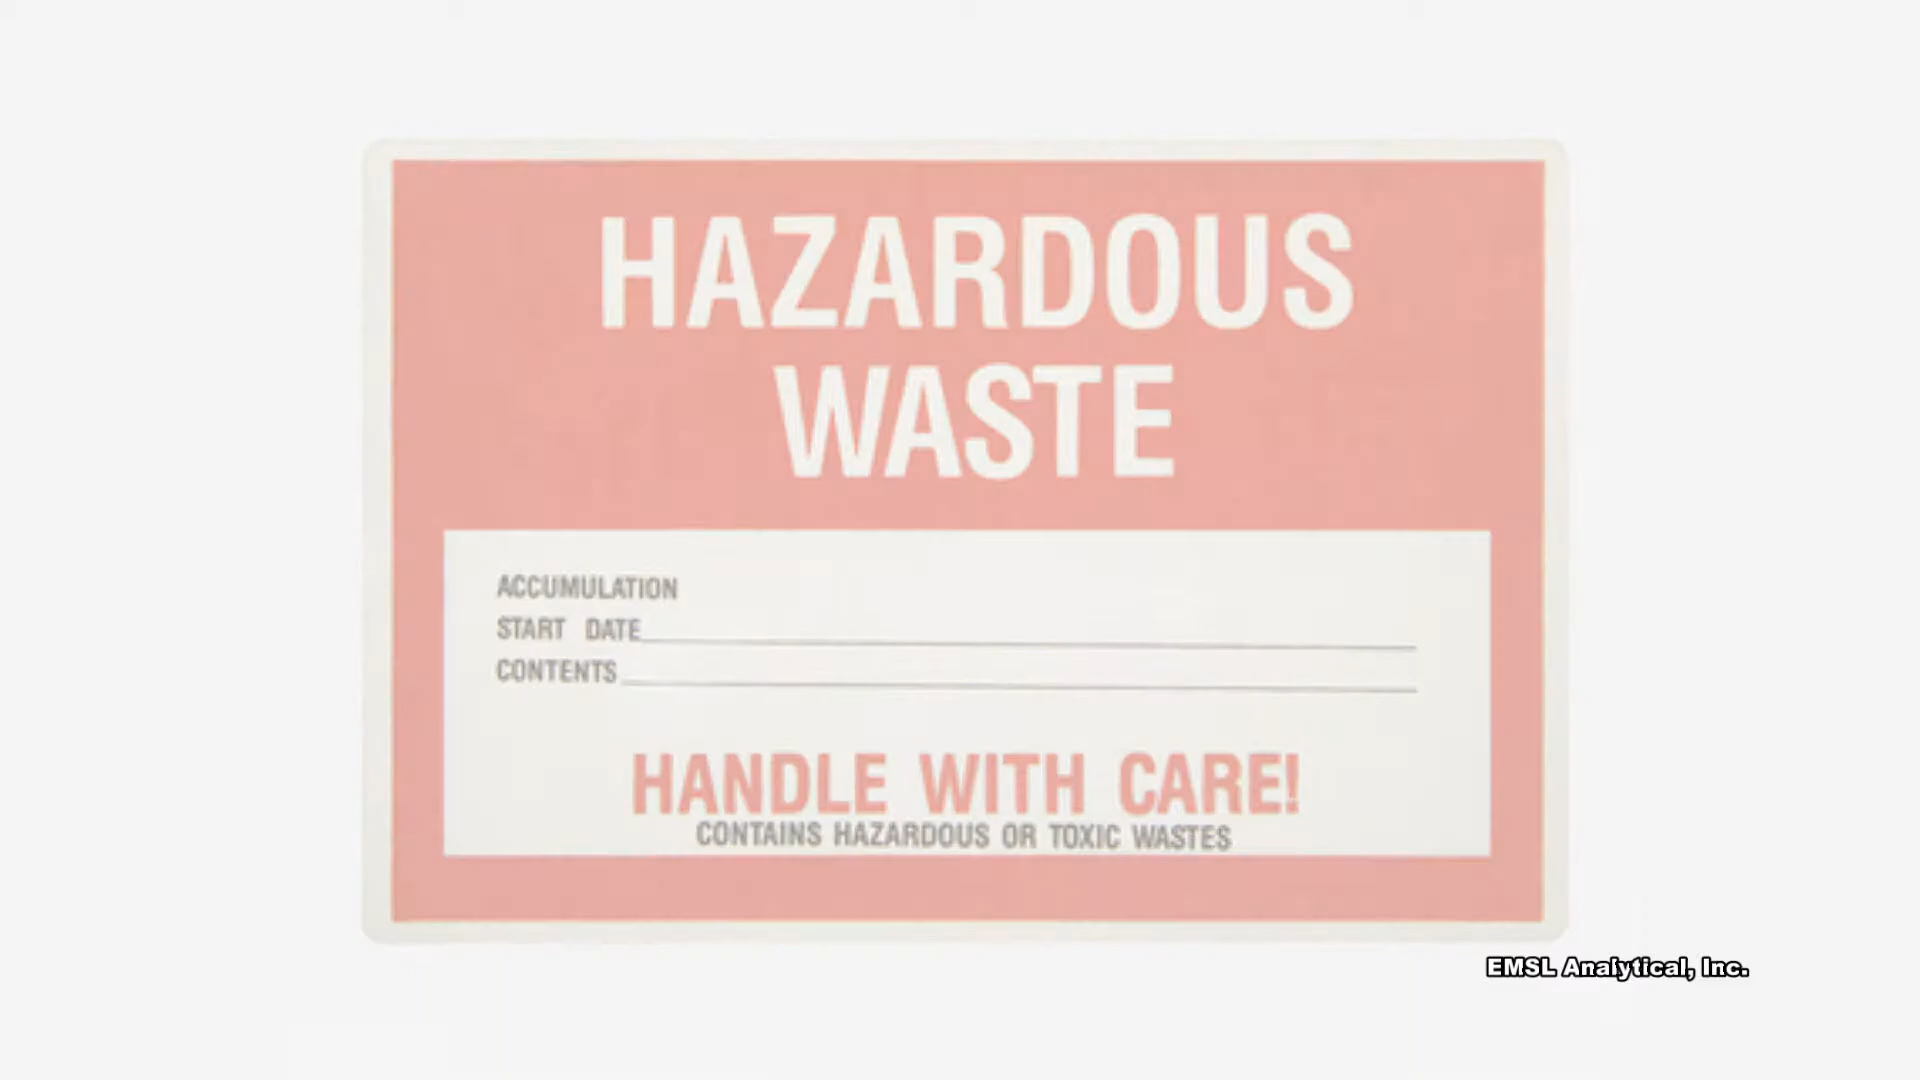 HAZARDOUS
WASTE
ACCUMULATION
START DATE
CONTENTS
HANDLE WITH CARE!
CONTAINS HAZARDOUS OR TOXIC WASTES
EMSL Analytical, Inc.